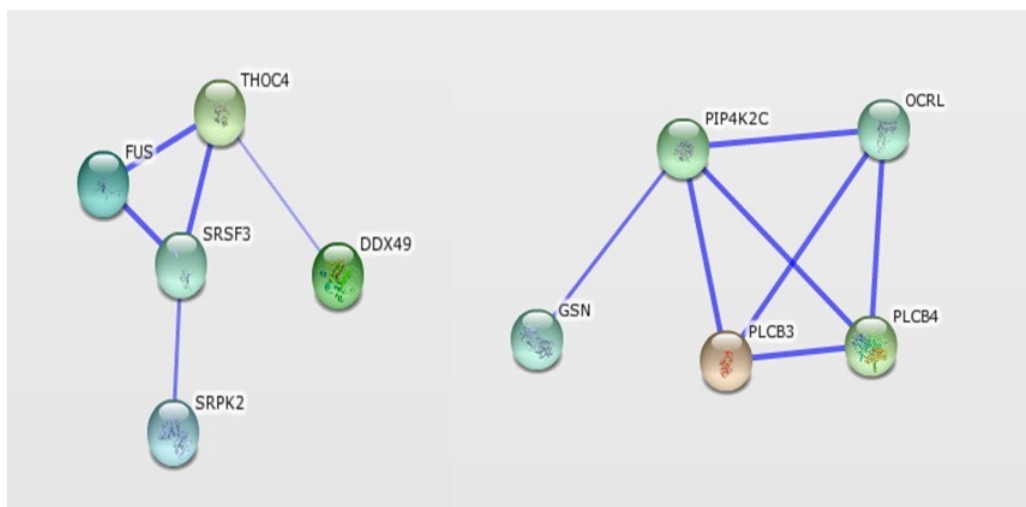 THOC4
FUS
SRSF3
DDX49
SRPK2
PIP4K2C
OCRL
GSN
PLCB3
PLCB4